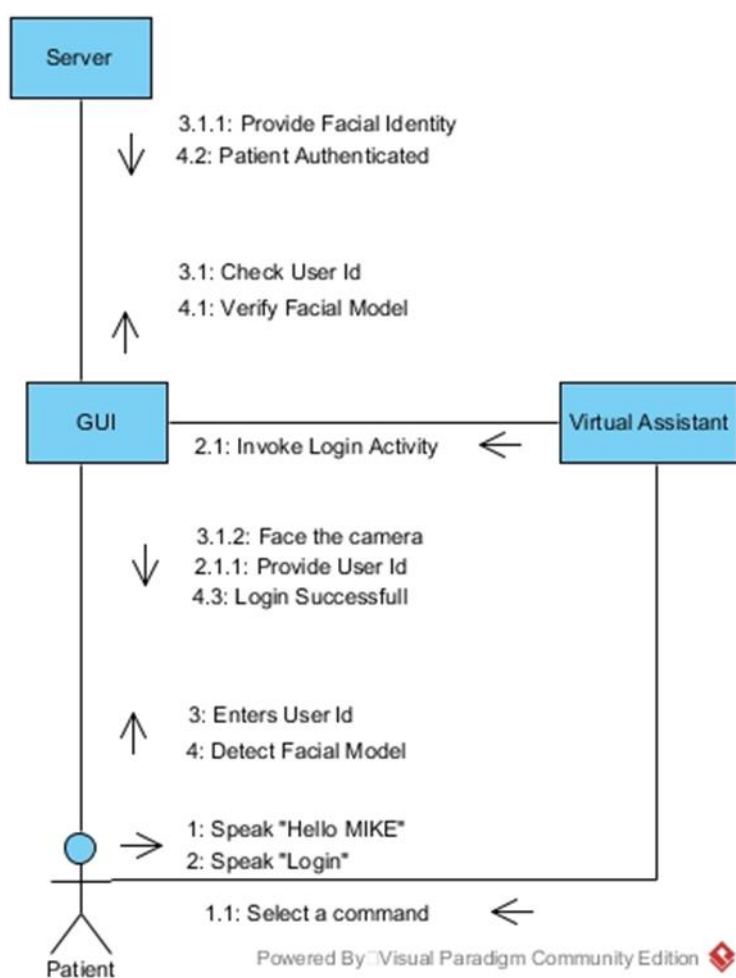 Server
3.1.1: Provide Facial Identity
4.2: Patient Authenticated
3.1: Check User Id
4.1: Verify Facial Model
GUI
Virtual Assistant
2.1: Invoke Login Activity
3.1.2: Face the camera
2.1.1: Provide User Id
4.3: Login Successfull
3: Enters User Id
4: Detect Facial Model
1: Speak "Hello MIKE"
2: Speak "Login"
1.1: Select a command
Patient
Powered By Visual Paradigm Community Edition